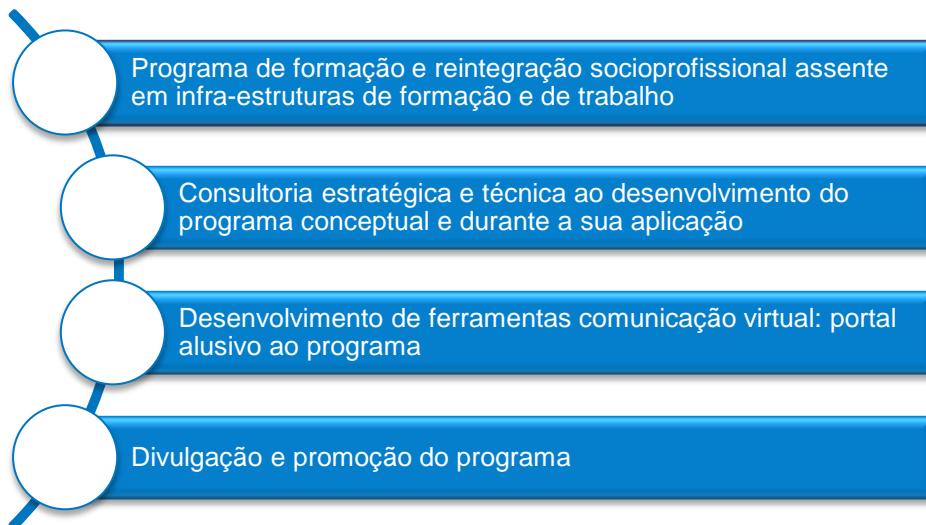 Programa de formação e reintegração socioprofissional assente
em infra-estruturas de formação e de trabalho
Consultoria estratégica e técnica ao desenvolvimento do
programa conceptual e durante a sua aplicação
Desenvolvimento de ferramentas comunicação virtual: portal
alusivo ao programa
Divulgação e promoção do programa